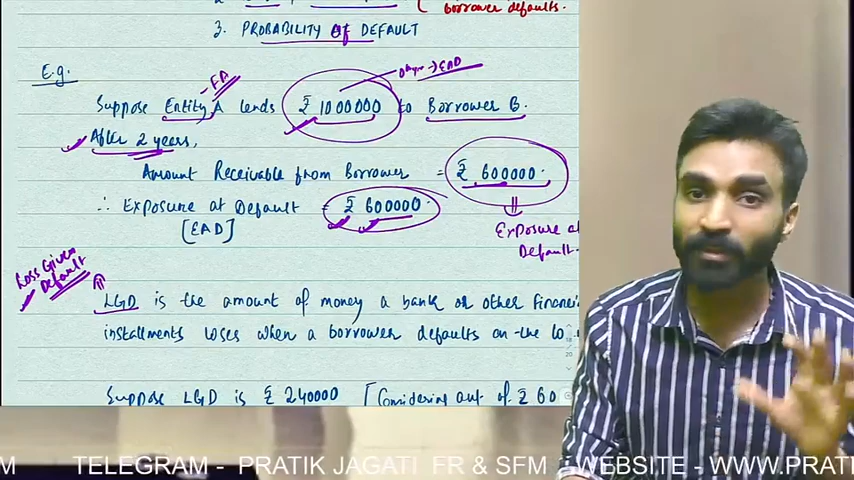 borrower defaults.
3. PROBABILITY Of DEFAULT
E.g.
- FA
0 → EAD
Suppose Entity A lends ₹ 1000000 to Borrower B.
After 2 years,
Amount Receivable from Borrower = ₹ 600000.
∴ Exposure at Default = ₹ 600000
[EAD]
Exposure at
Default.
Loss Given
Default
LGD is the amount of money a bank or other financi
installments loses when a borrower defaults on the lo
Suppose LGD is ₹ 240000 [Considering out of ₹ 60
M TELEGRAM - PRATIK JAGATI FR & SFM WEBSITE - WWW.PRAT